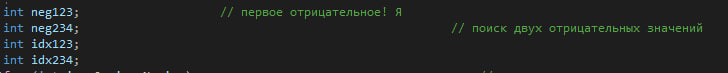 int neg123; // первое отрицательное! Я
int neg234; // поиск двух отрицательных значений
int idx123;
int idx234;